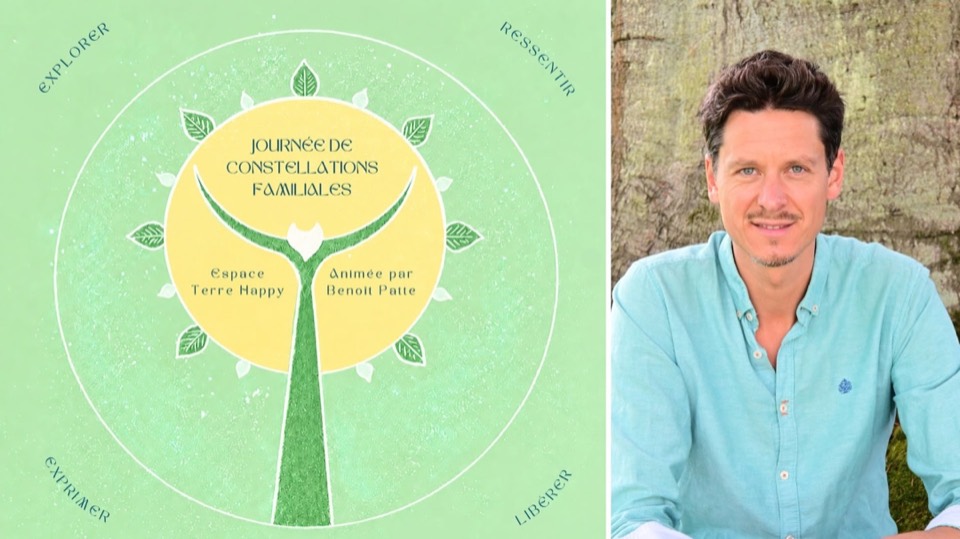 EXPLORER
RESSENTIR
JOURNÉE DE
CONSTELLATIONS
FAMILIALES
Espace
Terre Happy
Animée par
Benoit Patte
EXPRIMER
LIBÉRER